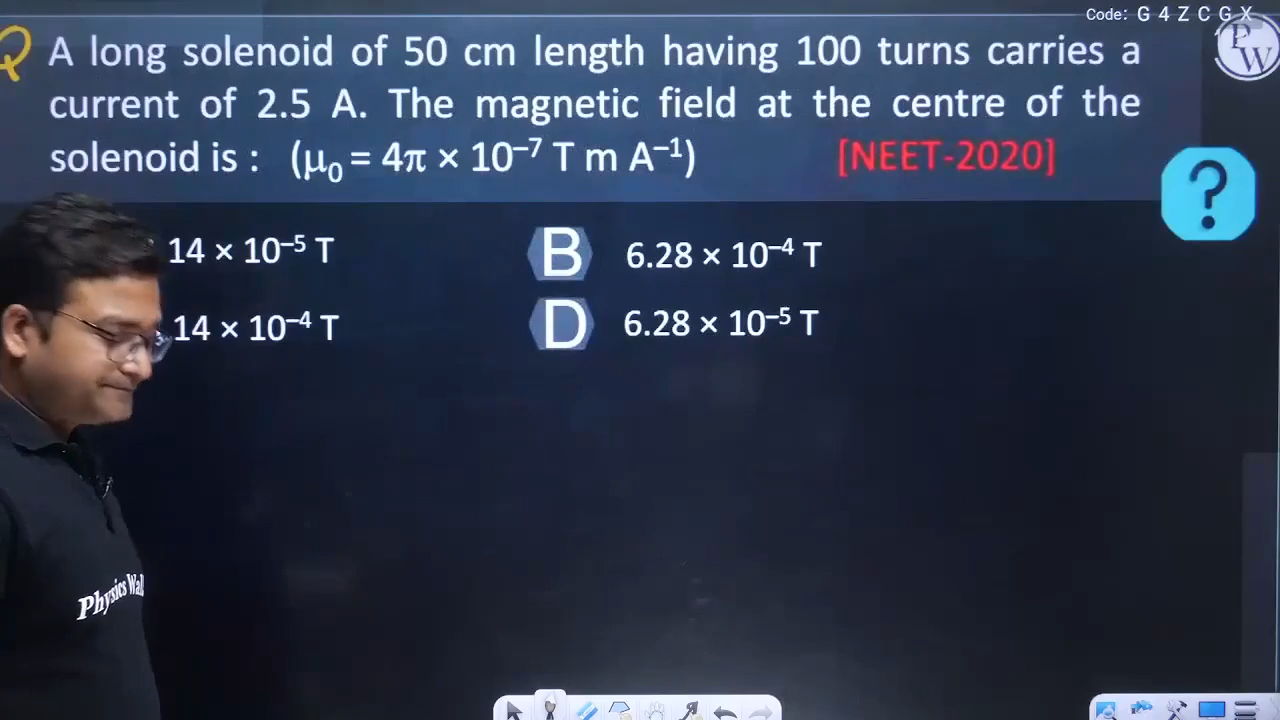 Code: G 4 Z C G X
Q A long solenoid of 50 cm length having 100 turns carries a
current of 2.5 A. The magnetic field at the centre of the
solenoid is : (μ₀ = 4π × 10⁻⁷ T m A⁻¹) [NEET-2020]
?
P
W
14 × 10⁻⁵ T B 6.28 × 10⁻⁴ T
.14 × 10⁻⁴ T D 6.28 × 10⁻⁵ T
Physics